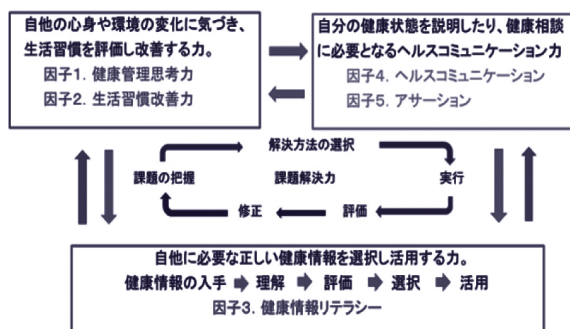 自他の心身や環境の変化に気づき、
生活習慣を評価し改善する力。
因子1. 健康管理思考力
因子2. 生活習慣改善力
自分の健康状態を説明したり、健康相談
に必要となるヘルスコミュニケーション力
因子4. ヘルスコミュニケーション
因子5. アサーション
解決方法の選択
課題の把握 課題解決力 実行
修正 評価
自他に必要な正しい健康情報を選択し活用する力。
健康情報の入手 ➡ 理解 ➡ 評価 ➡ 選択 ➡ 活用
因子3. 健康情報リテラシー